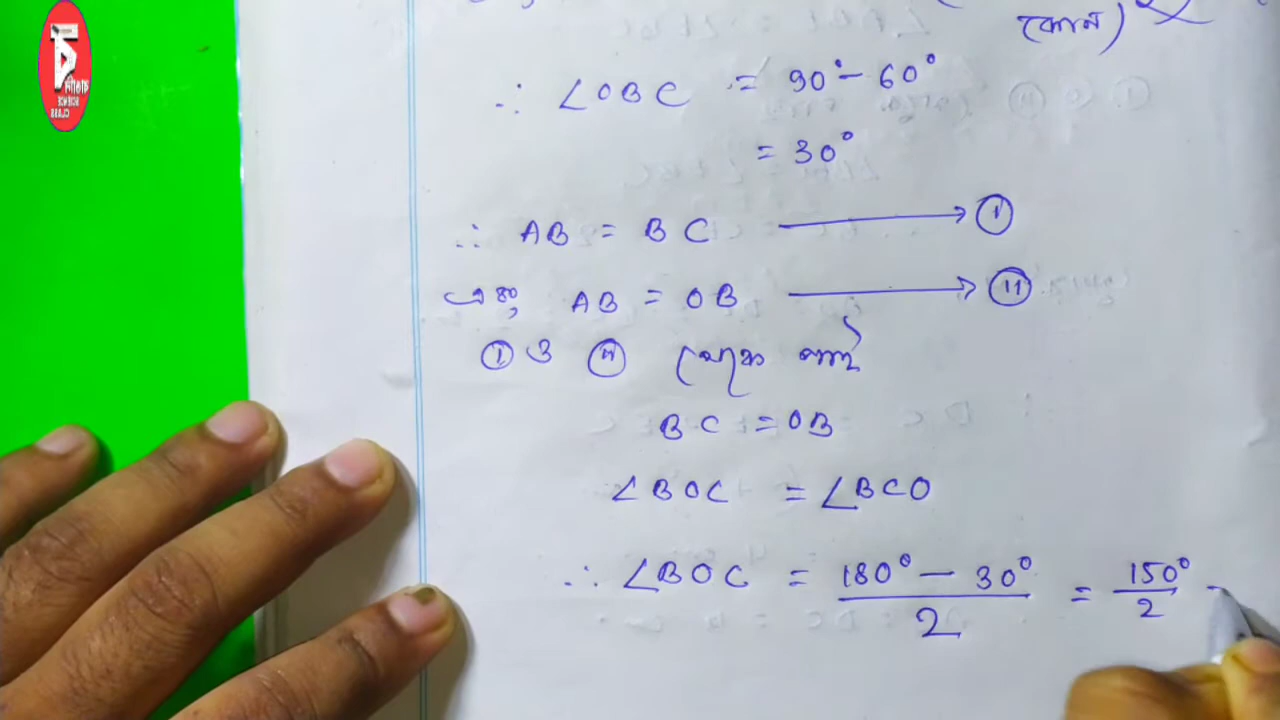 কোন)
∴ ∠OBC = 90° - 60°
= 30°
∴ AB = BC ⟶ (I)
AB = OB ⟶ (II)
(I) ও (II) থেকে পাই
BC = OB
∠BOC = ∠BCO
∴ ∠BOC = (180° - 30°)/2 = 150°/2